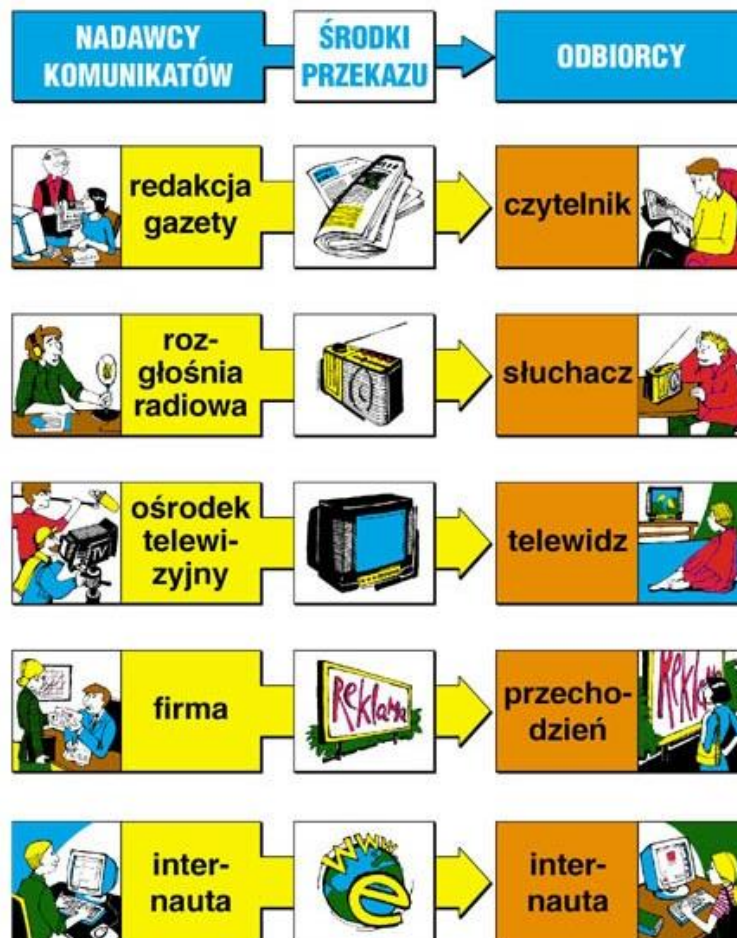 NADAWCY
KOMUNIKATÓW
ŚRODKI
PRZEKAZU
ODBIORCY
redakcja
gazety
czytelnik
roz-
głośnia
radiowa
słuchacz
ośrodek
telewi-
zyjny
TV
telewidz
firma
Reklama
przecho-
dzień
Rekla
inter-
nauta
WWW
e
inter-
nauta